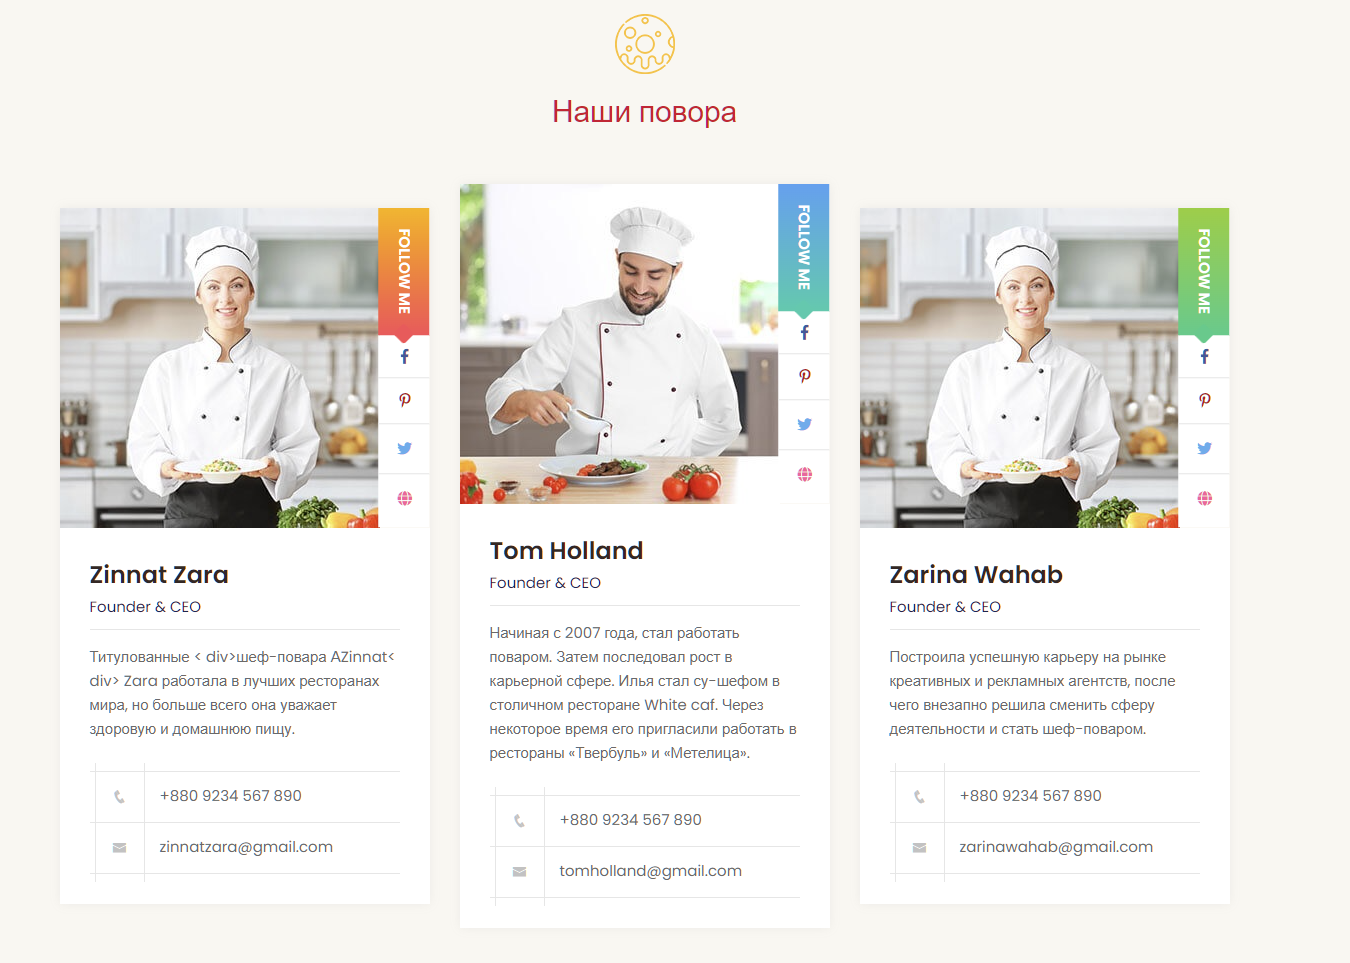 Наши повора
FOLLOW ME
Zinnat Zara
Founder & CEO
Титулованные < div>шеф-повара AZinnat<
div> Zara работала в лучших ресторанах
мира, но больше всего она уважает
здоровую и домашнюю пищу.
+880 9234 567 890
zinnatzara@gmail.com
FOLLOW ME
Tom Holland
Founder & CEO
Начиная с 2007 года, стал работать
поваром. Затем последовал рост в
карьерной сфере. Илья стал су-шефом в
столичном ресторане White caf. Через
некоторое время его пригласили работать в
рестораны «Твербуль» и «Метелица».
+880 9234 567 890
tomholland@gmail.com
FOLLOW ME
Zarina Wahab
Founder & CEO
Построила успешную карьеру на рынке
креативных и рекламных агентств, после
чего внезапно решила сменить сферу
деятельности и стать шеф-поваром.
+880 9234 567 890
zarinawahab@gmail.com